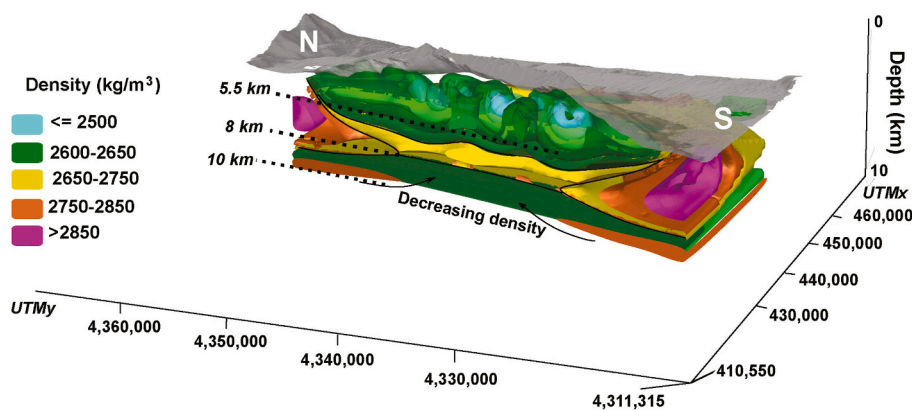 N
S
Density (kg/m³)
<= 2500
2600-2650
2650-2750
2750-2850
>2850
5.5 km
8 km
10 km
Decreasing density
0
Depth (km)
10
UTMx
460,000
450,000
440,000
430,000
410,550
UTMy
4,360,000
4,350,000
4,340,000
4,330,000
4,311,315